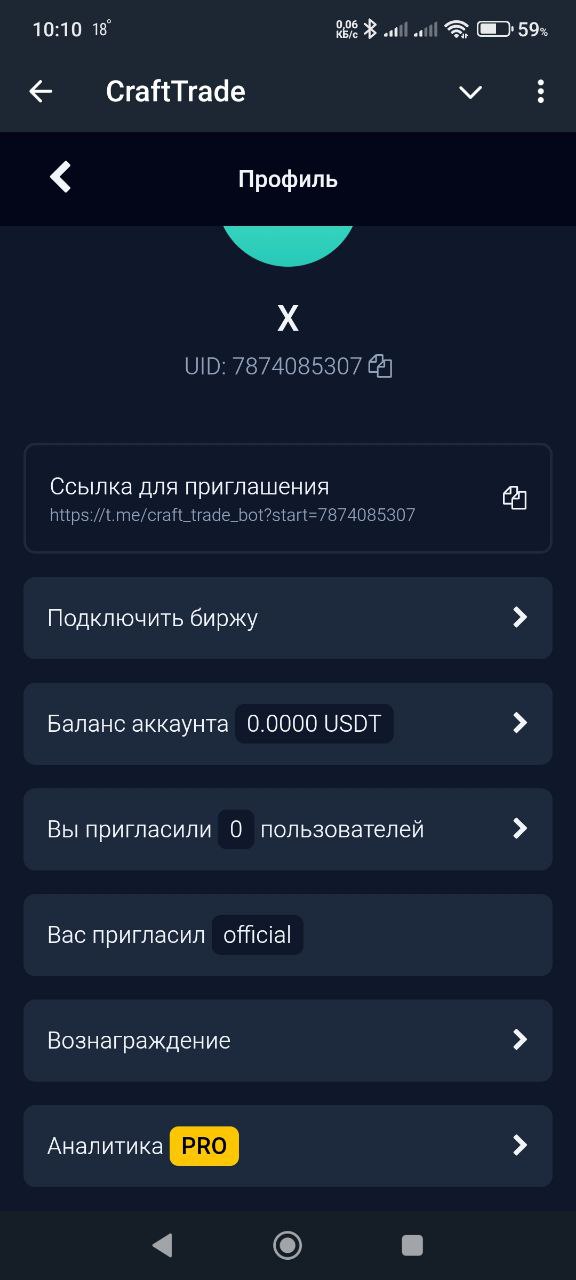 10:10 18° 0,06 КБ/с 59%
CraftTrade
Профиль
X
UID: 7874085307
Ссылка для приглашения
https://t.me/craft_trade_bot?start=7874085307
Подключить биржу
Баланс аккаунта 0.0000 USDT
Вы пригласили 0 пользователей
Вас пригласил official
Вознаграждение
Аналитика PRO